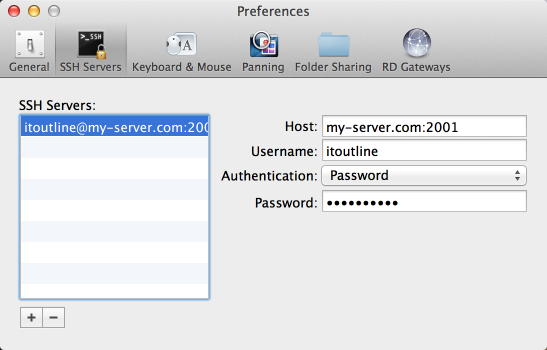 Preferences
>_SSH
A
General
SSH Servers
Keyboard & Mouse
Panning
Folder Sharing
RD Gateways
SSH Servers:
itoutline@my-server.com:200
Host: my-server.com:2001
Username: itoutline
Authentication: Password
Password: ••••••••••
+ −